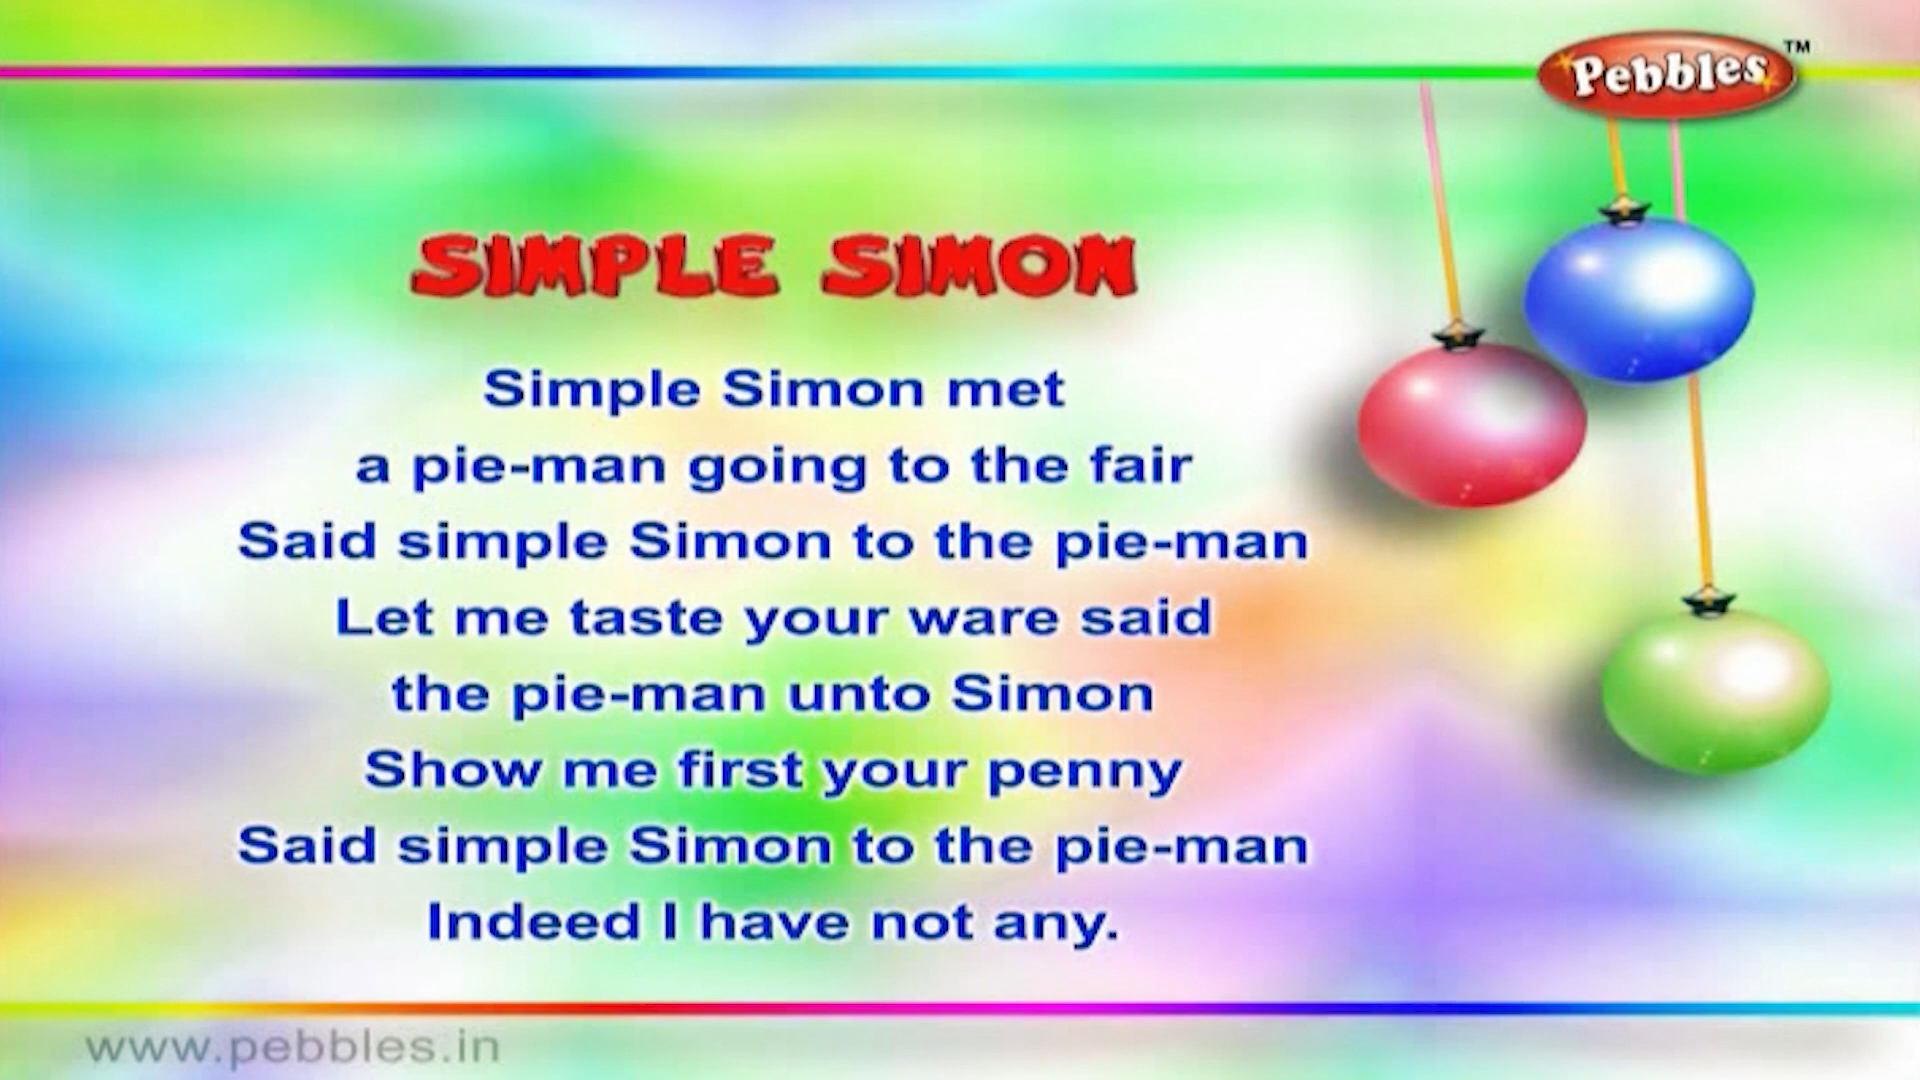 Pebbles™
SIMPLE SIMON
Simple Simon met
a pie-man going to the fair
Said simple Simon to the pie-man
Let me taste your ware said
the pie-man unto Simon
Show me first your penny
Said simple Simon to the pie-man
Indeed I have not any.
www.pebbles.in